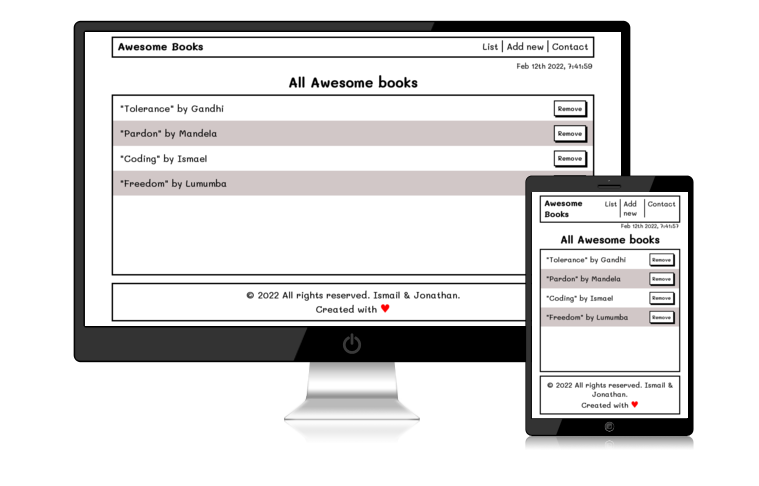 Awesome Books
List | Add new | Contact
Feb 12th 2022, 7:41:59
All Awesome books
"Tolerance" by Gandhi
Remove
"Pardon" by Mandela
Remove
"Coding" by Ismael
Remove
"Freedom" by Lumumba
© 2022 All rights reserved. Ismail & Jonathan.
Created with ♥
Awesome
Books
List | Add | Contact
new
Feb 12th 2022, 7:41:57
All Awesome books
"Tolerance" by Gandhi
Remove
"Pardon" by Mandela
Remove
"Coding" by Ismael
Remove
"Freedom" by Lumumba
Remove
© 2022 All rights reserved. Ismail &
Jonathan.
Created with ♥